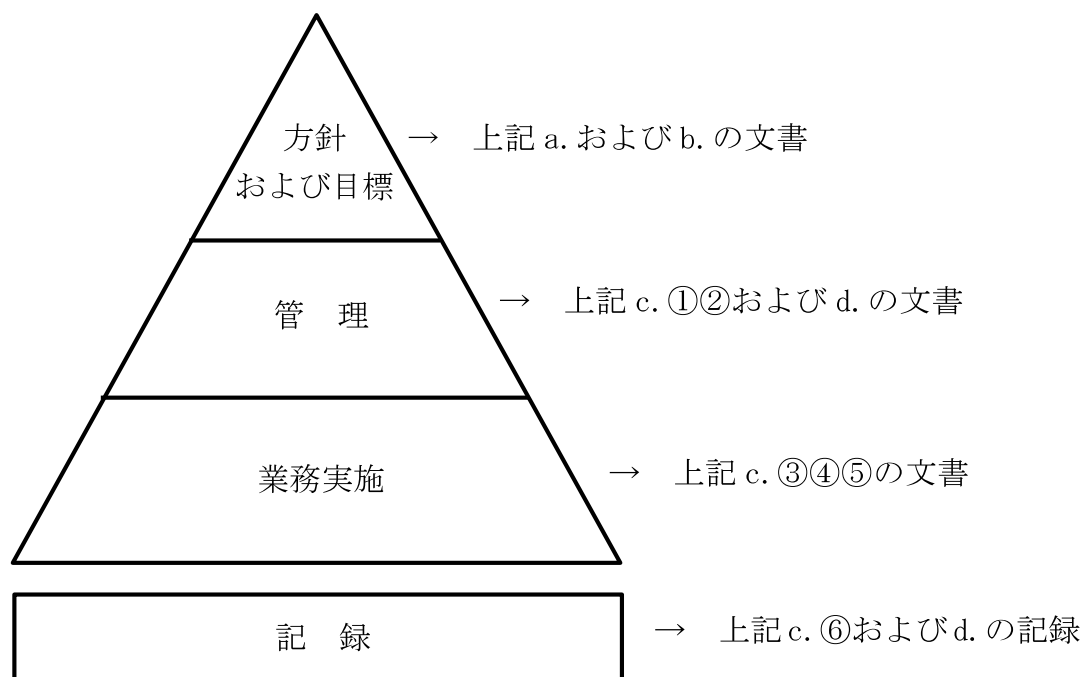 方針
および目標
→ 上記 a.および b.の文書
管 理
→ 上記 c.①②および d.の文書
業務実施
→ 上記 c.③④⑤の文書
記 録
→ 上記 c.⑥および d.の記録